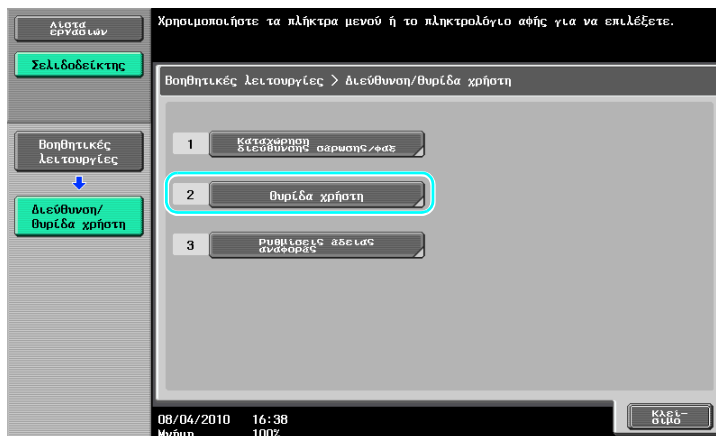 Λίστα
εργασιών
Χρησιμοποιήστε τα πλήκτρα μενού ή το πληκτρολόγιο αφής για να επιλέξετε.
Σελιδοδείκτης
Βοηθητικές λειτουργίες > Διεύθυνση/θυρίδα χρήστη
Βοηθητικές
λειτουργίες
Διεύθυνση/
θυρίδα χρήστη
1 Καταχώρηση
διεύθυνσης σάρωσης/φαξ
2 θυρίδα χρήστη
3 Ρυθμίσεις άδειας
αναφοράς
08/04/2010 16:38
Μνήμη 100%
Κλεί-
σιμο